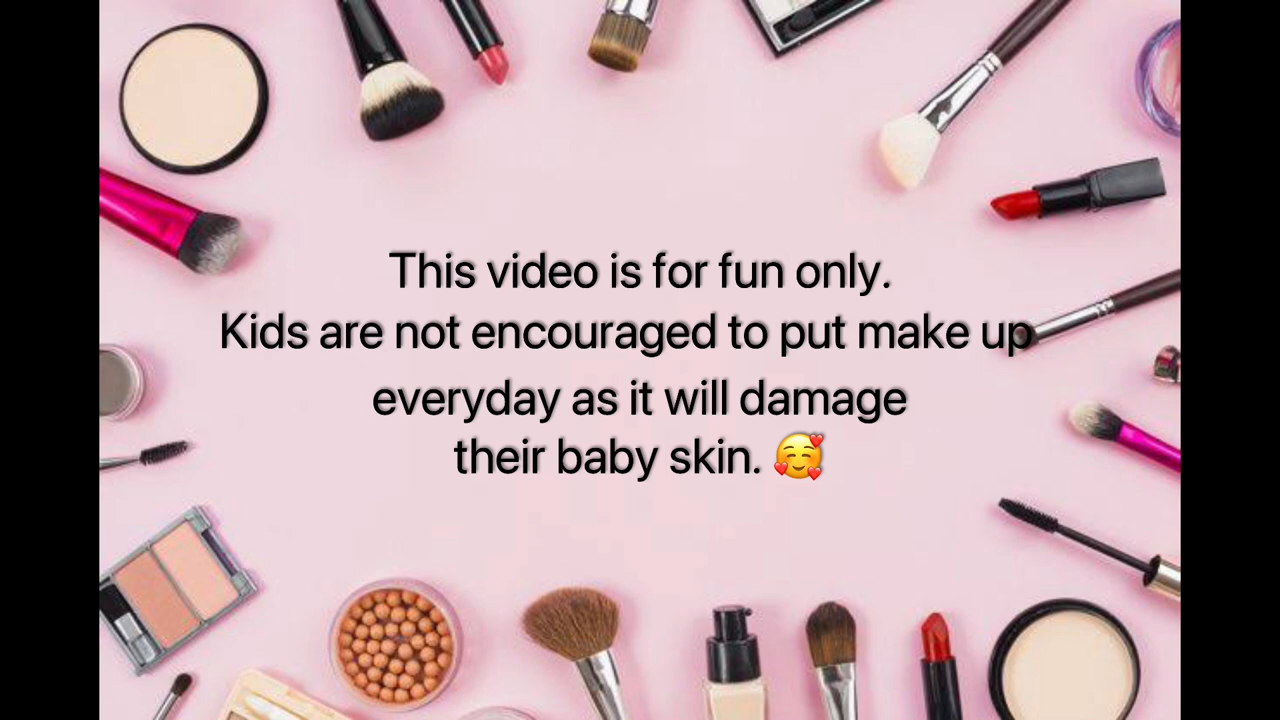 This video is for fun only.
Kids are not encouraged to put make up
everyday as it will damage
their baby skin. 🥰